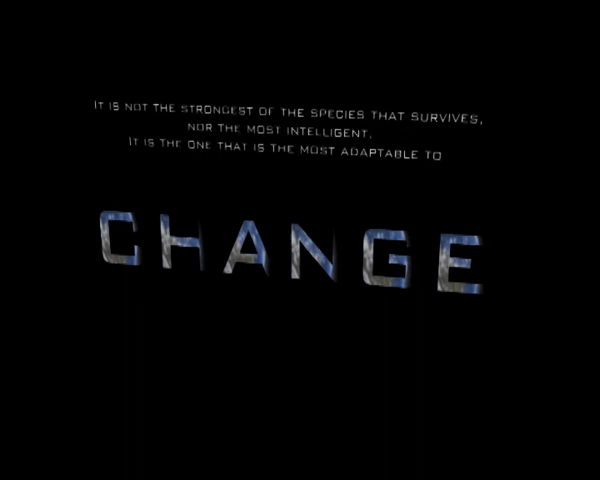 It is not the strongest of the species that survives,
nor the most intelligent.
It is the one that is the most adaptable to
CHANGE